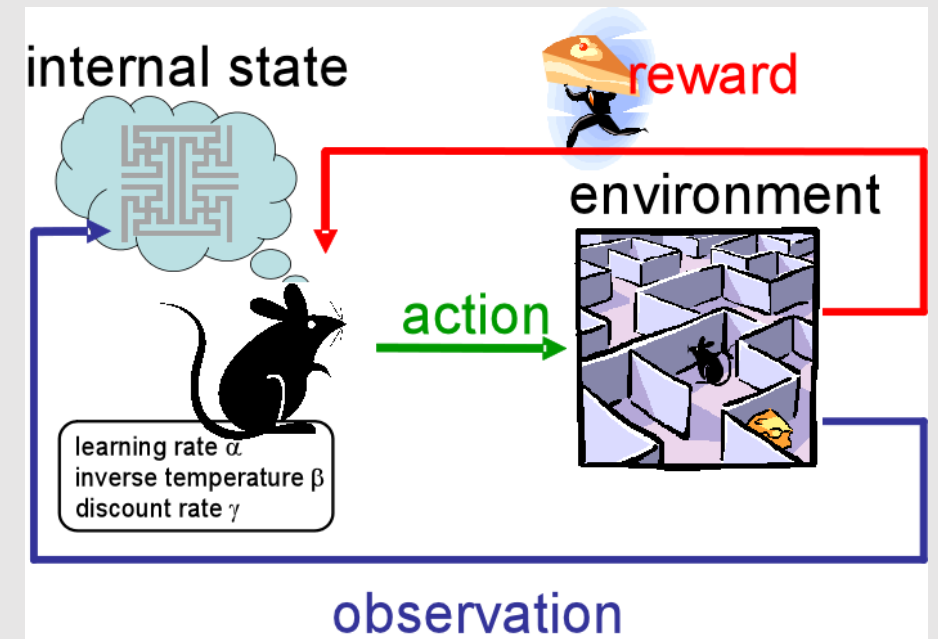 internal state
reward
environment
action
learning rate α
inverse temperature β
discount rate γ
observation